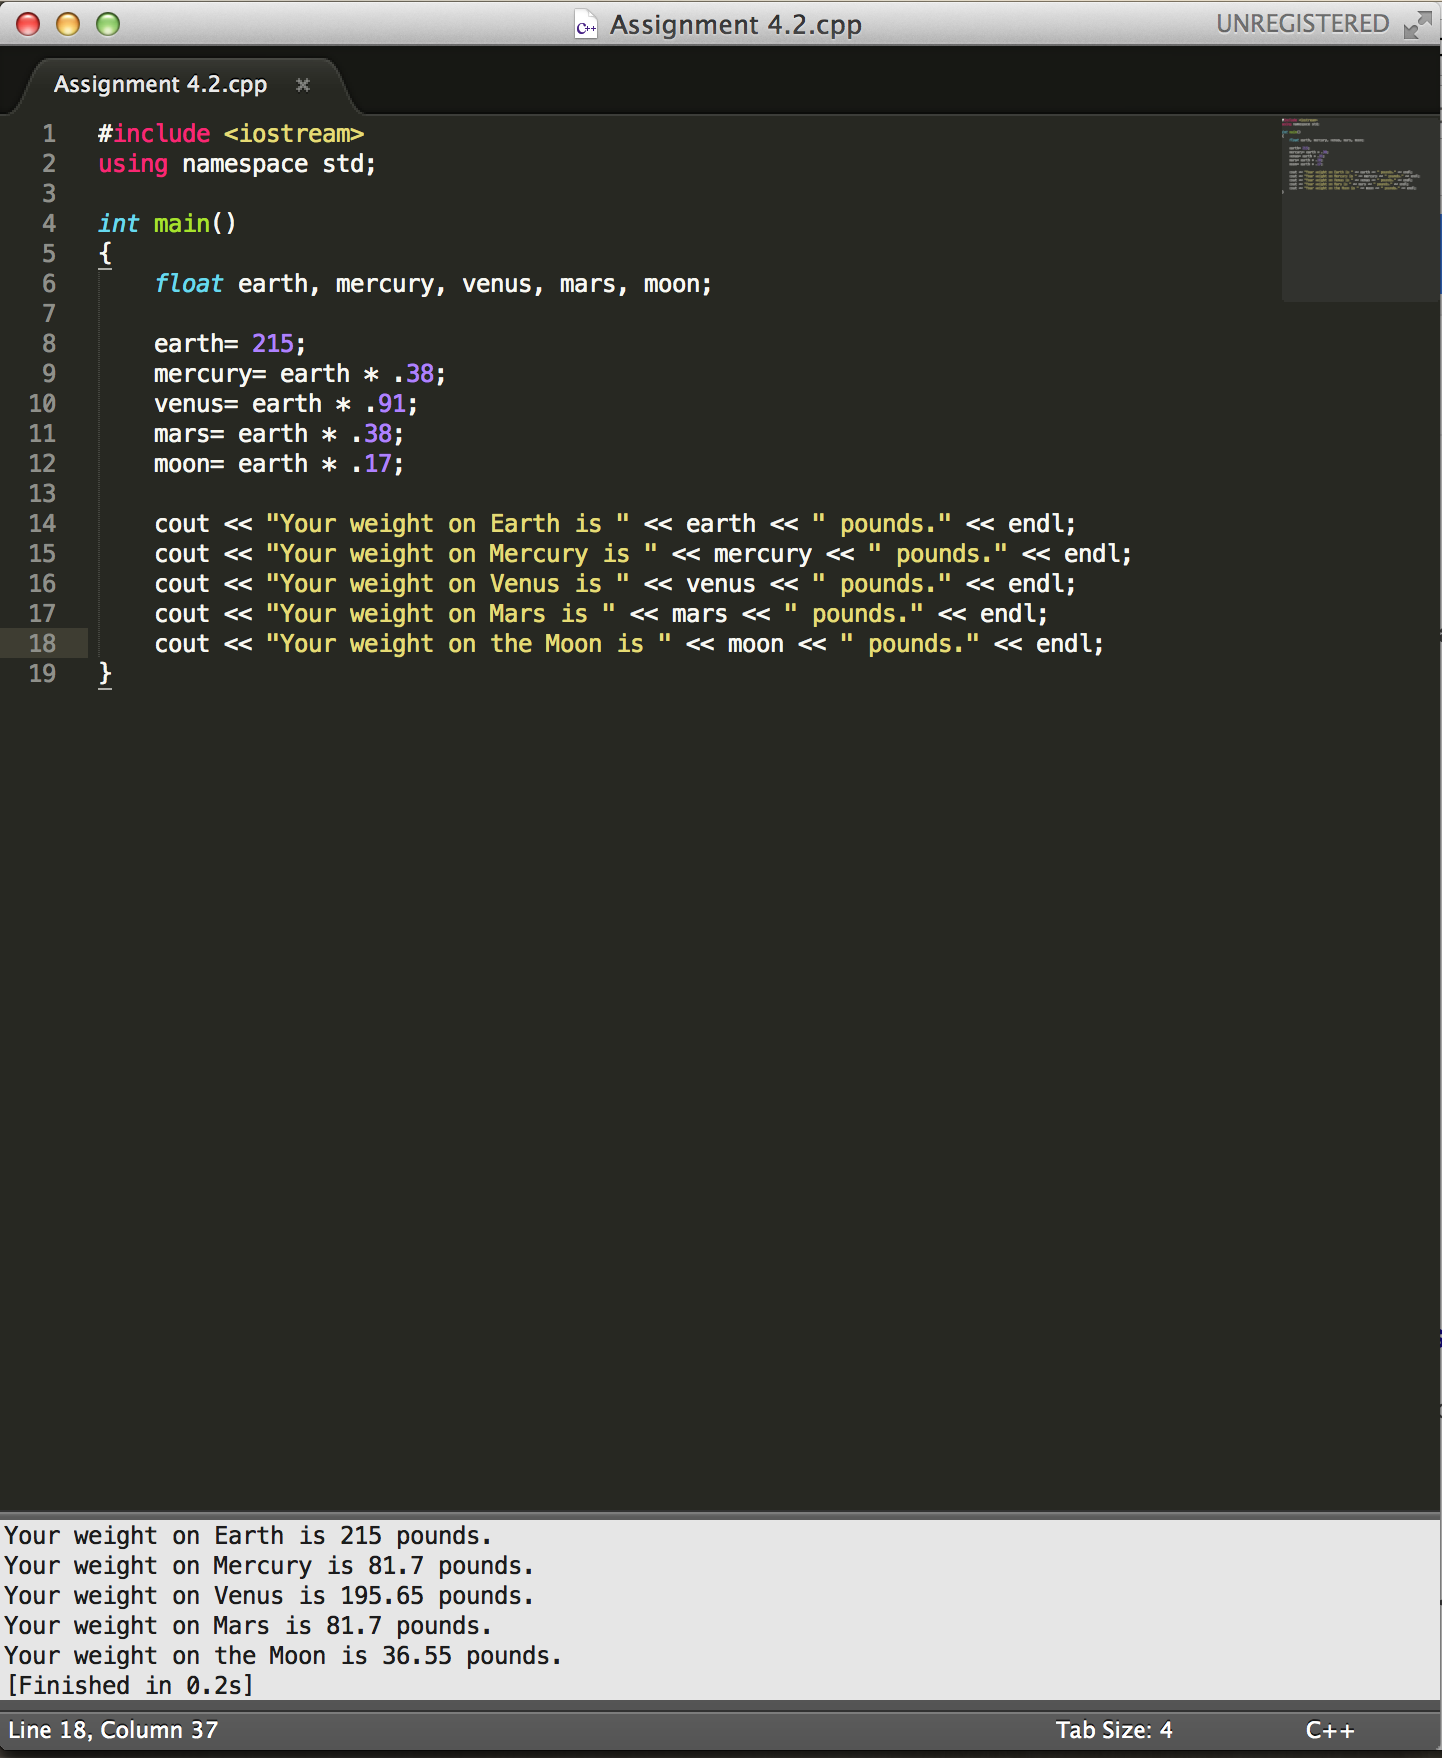 Assignment 4.2.cpp
UNREGISTERED
Assignment 4.2.cpp ×
1 #include <iostream>
2 using namespace std;
3
4 int main()
5 {
6     float earth, mercury, venus, mars, moon;
7
8     earth= 215;
9     mercury= earth * .38;
10     venus= earth * .91;
11     mars= earth * .38;
12     moon= earth * .17;
13
14     cout << "Your weight on Earth is " << earth << " pounds." << endl;
15     cout << "Your weight on Mercury is " << mercury << " pounds." << endl;
16     cout << "Your weight on Venus is " << venus << " pounds." << endl;
17     cout << "Your weight on Mars is " << mars << " pounds." << endl;
18     cout << "Your weight on the Moon is " << moon << " pounds." << endl;
19 }
Your weight on Earth is 215 pounds.
Your weight on Mercury is 81.7 pounds.
Your weight on Venus is 195.65 pounds.
Your weight on Mars is 81.7 pounds.
Your weight on the Moon is 36.55 pounds.
[Finished in 0.2s]
Line 18, Column 37
Tab Size: 4
C++